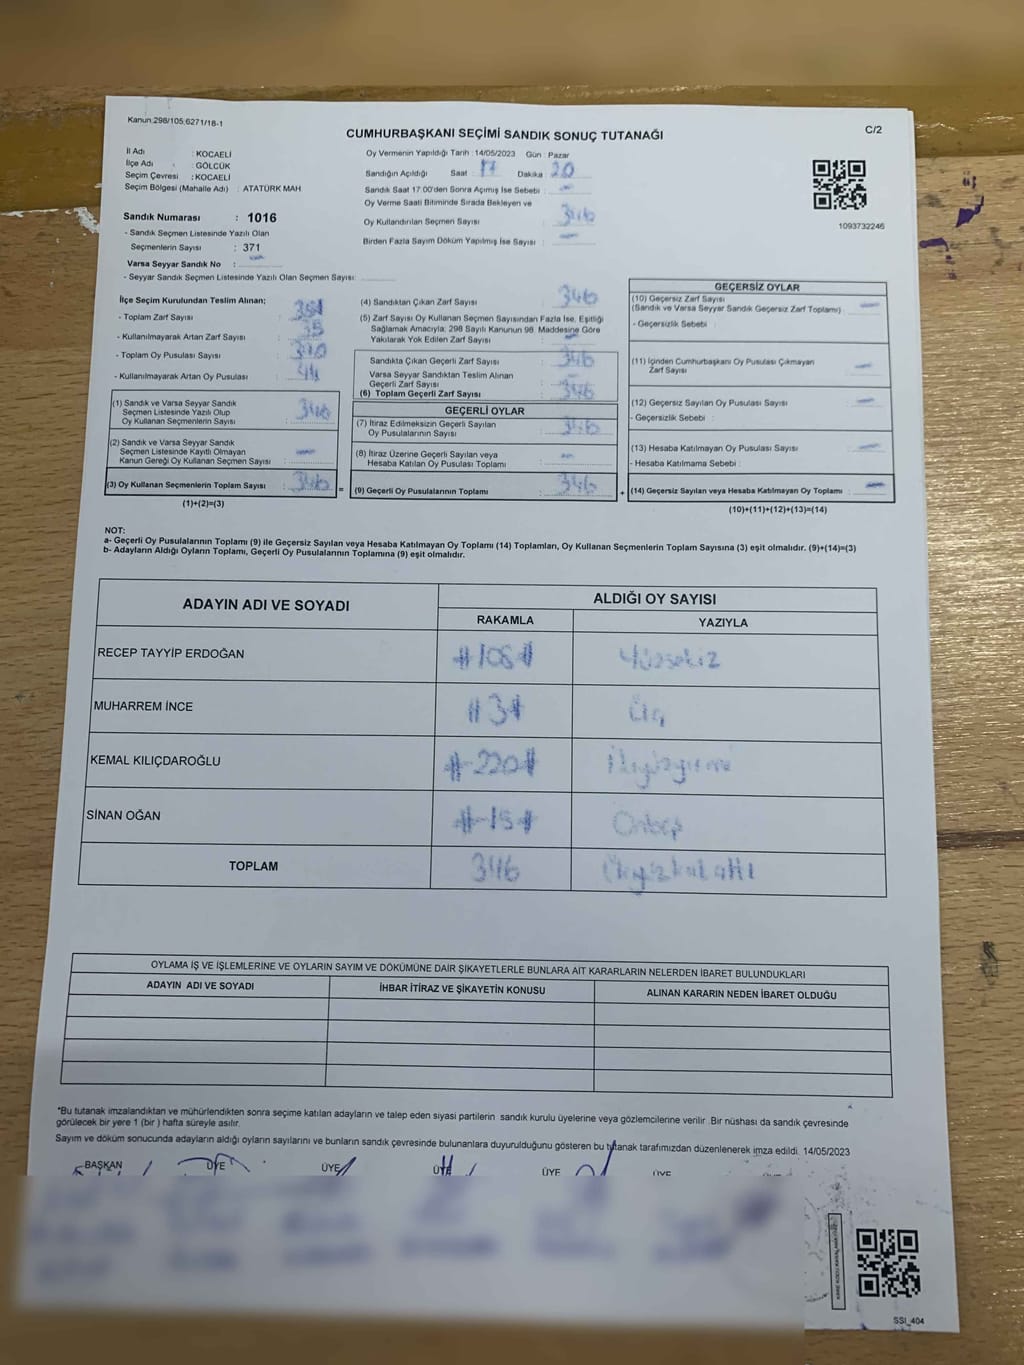 Kanun:298/105;6271/18-1
C/2
CUMHURBAŞKANI SEÇİMİ SANDIK SONUÇ TUTANAĞI
İl Adı : KOCAELİ
İlçe Adı : GÖLCÜK
Seçim Çevresi : KOCAELİ
Seçim Bölgesi (Mahalle Adı) : ATATÜRK MAH
Sandık Numarası : 1016
- Sandık Seçmen Listesinde Yazılı Olan
Seçmenlerin Sayısı : 371
Varsa Seyyar Sandık No :
- Seyyar Sandık Seçmen Listesinde Yazılı Olan Seçmen Sayısı:
Oy Vermenin Yapıldığı Tarih : 14/05/2023 Gün : Pazar
Sandığın Açıldığı Saat : 17 Dakika : 20
Sandık Saat 17:00'den Sonra Açımış İse Sebebi :
Oy Verme Saati Bitiminde Sırada Bekleyen ve
Oy Kullandırılan Seçmen Sayısı : 346
Birden Fazla Sayım Döküm Yapılmış İse Sayısı :
1093732246
İlçe Seçim Kurulundan Teslim Alınan;
- Toplam Zarf Sayısı :
- Kullanılmayarak Artan Zarf Sayısı : 35
- Toplam Oy Pusulası Sayısı :
- Kullanılmayarak Artan Oy Pusulası : 44
(1) Sandık ve Varsa Seyyar Sandık
Seçmen Listesinde Yazılı Olup
Oy Kullanan Seçmenlerin Sayısı : 346
(2) Sandık ve Varsa Seyyar Sandık
Seçmen Listesinde Kayıtlı Olmayan
Kanun Gereği Oy Kullanan Seçmen Sayısı :
(3) Oy Kullanan Seçmenlerin Toplam Sayısı : 346
(1)+(2)=(3)
(4) Sandıktan Çıkan Zarf Sayısı : 346
(5) Zarf Sayısı Oy Kullanan Seçmen Sayısından Fazla İse, Eşitliği
Sağlamak Amacıyla; 298 Sayılı Kanunun 98. Maddesine Göre
Yakılarak Yok Edilen Zarf Sayısı :
Sandıkta Çıkan Geçerli Zarf Sayısı : 346
Varsa Seyyar Sandıktan Teslim Alınan
Geçerli Zarf Sayısı :
(6) Toplam Geçerli Zarf Sayısı : 346
GEÇERLİ OYLAR
(7) İtiraz Edilmeksizin Geçerli Sayılan
Oy Pusulalarının Sayısı : 346
(8) İtiraz Üzerine Geçerli Sayılan veya
Hesaba Katılan Oy Pusulası Toplamı :
= (9) Geçerli Oy Pusulalarının Toplamı : 346
GEÇERSİZ OYLAR
(10) Geçersiz Zarf Sayısı
(Sandık ve Varsa Seyyar Sandık Geçersiz Zarf Toplamı) :
- Geçersizlik Sebebi :
(11) İçinden Cumhurbaşkanı Oy Pusulası Çıkmayan
Zarf Sayısı :
(12) Geçersiz Sayılan Oy Pusulası Sayısı :
- Geçersizlik Sebebi :
(13) Hesaba Katılmayan Oy Pusulası Sayısı :
- Hesaba Katılmama Sebebi :
+ (14) Geçersiz Sayılan veya Hesaba Katılmayan Oy Toplamı :
(10)+(11)+(12)+(13)=(14)
NOT:
a- Geçerli Oy Pusulalarının Toplamı (9) ile Geçersiz Sayılan veya Hesaba Katılmayan Oy Toplamı (14) Toplamları, Oy Kullanan Seçmenlerin Toplam Sayısına (3) eşit olmalıdır. (9)+(14)=(3)
b- Adayların Aldığı Oyların Toplamı, Geçerli Oy Pusulalarının Toplamına (9) eşit olmalıdır.
ADAYIN ADI VE SOYADI
ALDIĞI OY SAYISI
RAKAMLA YAZIYLA
RECEP TAYYİP ERDOĞAN #108# Yüzsekiz
MUHARREM İNCE #3# Üç
KEMAL KILIÇDAROĞLU #220# İkiyüzyirmi
SİNAN OĞAN #15# Onbeş
TOPLAM 346 Üçyüzkırkaltı
OYLAMA İŞ VE İŞLEMLERİNE VE OYLARIN SAYIM VE DÖKÜMÜNE DAİR ŞİKAYETLERLE BUNLARA AİT KARARLARIN NELERDEN İBARET BULUNDUKLARI
ADAYIN ADI VE SOYADI İHBAR İTİRAZ VE ŞİKAYETİN KONUSU ALINAN KARARIN NEDEN İBARET OLDUĞU
*Bu tutanak imzalandıktan ve mühürlendikten sonra seçime katılan adayların ve talep eden siyasi partilerin sandık kurulu üyelerine veya gözlemcilerine verilir. Bir nüshası da sandık çevresinde
görülecek bir yere 1 (bir ) hafta süreyle asılır.
Sayım ve döküm sonucunda adayların aldığı oyların sayılarını ve bunların sandık çevresinde bulunanlara duyurulduğunu gösteren bu tutanak tarafımızdan düzenlenerek imza edildi. 14/05/2023
BAŞKAN ÜYE ÜYE ÜYE ÜYE ÜYE
SSI_404